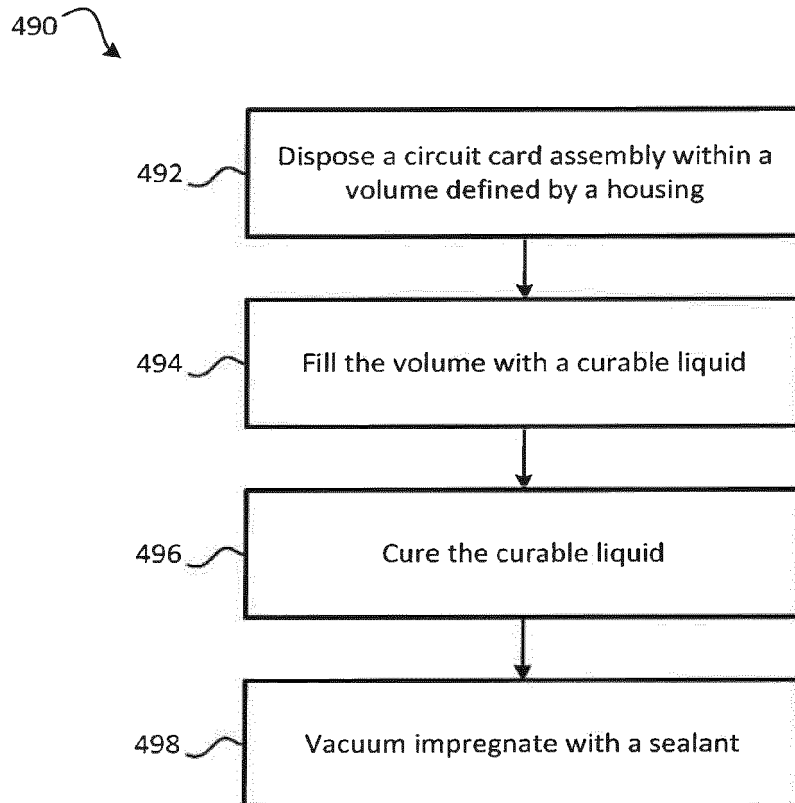 490
492
Dispose a circuit card assembly within a
volume defined by a housing
494
Fill the volume with a curable liquid
496
Cure the curable liquid
498
Vacuum impregnate with a sealant